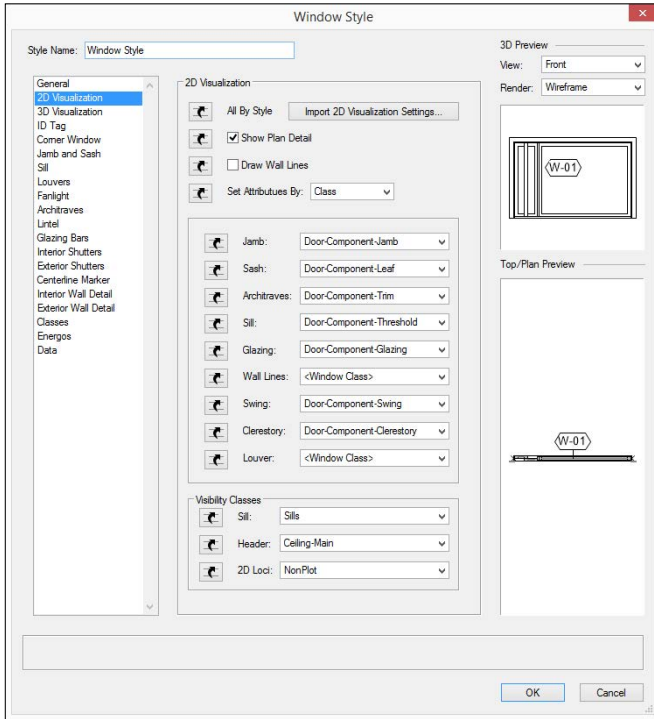 Window Style
×
Style Name: Window Style
General
2D Visualization
3D Visualization
ID Tag
Corner Window
Jamb and Sash
Sill
Louvers
Fanlight
Architraves
Lintel
Glazing Bars
Interior Shutters
Exterior Shutters
Centerline Marker
Interior Wall Detail
Exterior Wall Detail
Classes
Energos
Data
2D Visualization
All By Style Import 2D Visualization Settings...
Show Plan Detail
Draw Wall Lines
Set Attributues By: Class
Jamb: Door-Component-Jamb
Sash: Door-Component-Leaf
Architraves: Door-Component-Trim
Sill: Door-Component-Threshold
Glazing: Door-Component-Glazing
Wall Lines: <Window Class>
Swing: Door-Component-Swing
Clerestory: Door-Component-Clerestory
Louver: <Window Class>
Visibility Classes
Sill: Sills
Header: Ceiling-Main
2D Loci: NonPlot
3D Preview
View: Front
Render: Wireframe
W-01
Top/Plan Preview
W-01
OK Cancel